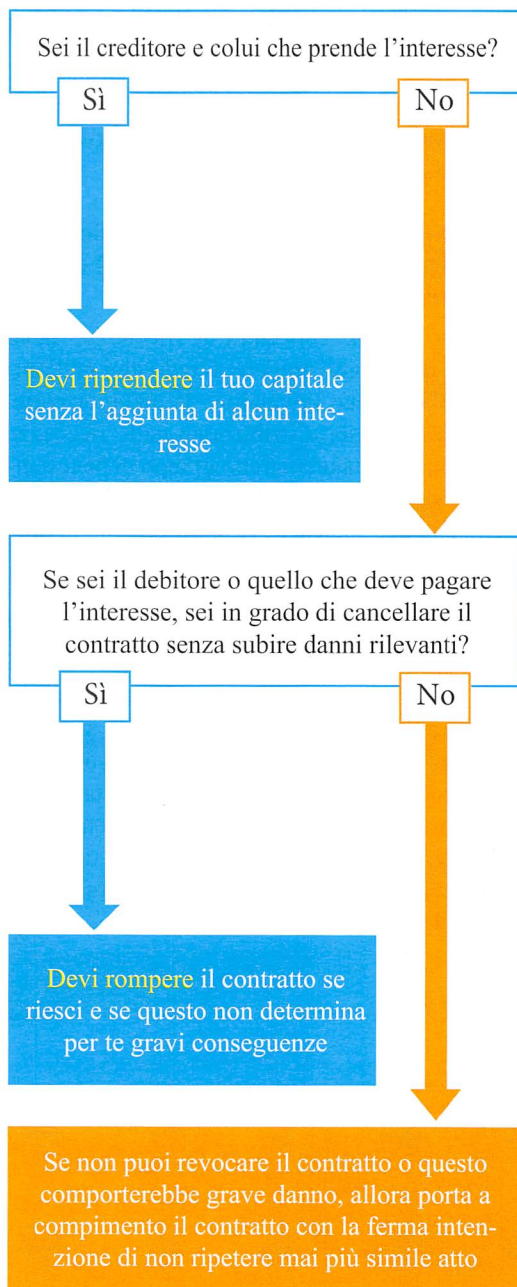 Sei il creditore e colui che prende l'interesse?
Sì
No
Devi riprendere il tuo capitale
senza l'aggiunta di alcun inte-
resse
Se sei il debitore o quello che deve pagare
l'interesse, sei in grado di cancellare il
contratto senza subire danni rilevanti?
Sì
No
Devi rompere il contratto se
riesci e se questo non determina
per te gravi conseguenze
Se non puoi revocare il contratto o questo
comporterebbe grave danno, allora porta a
compimento il contratto con la ferma inten-
zione di non ripetere mai più simile atto